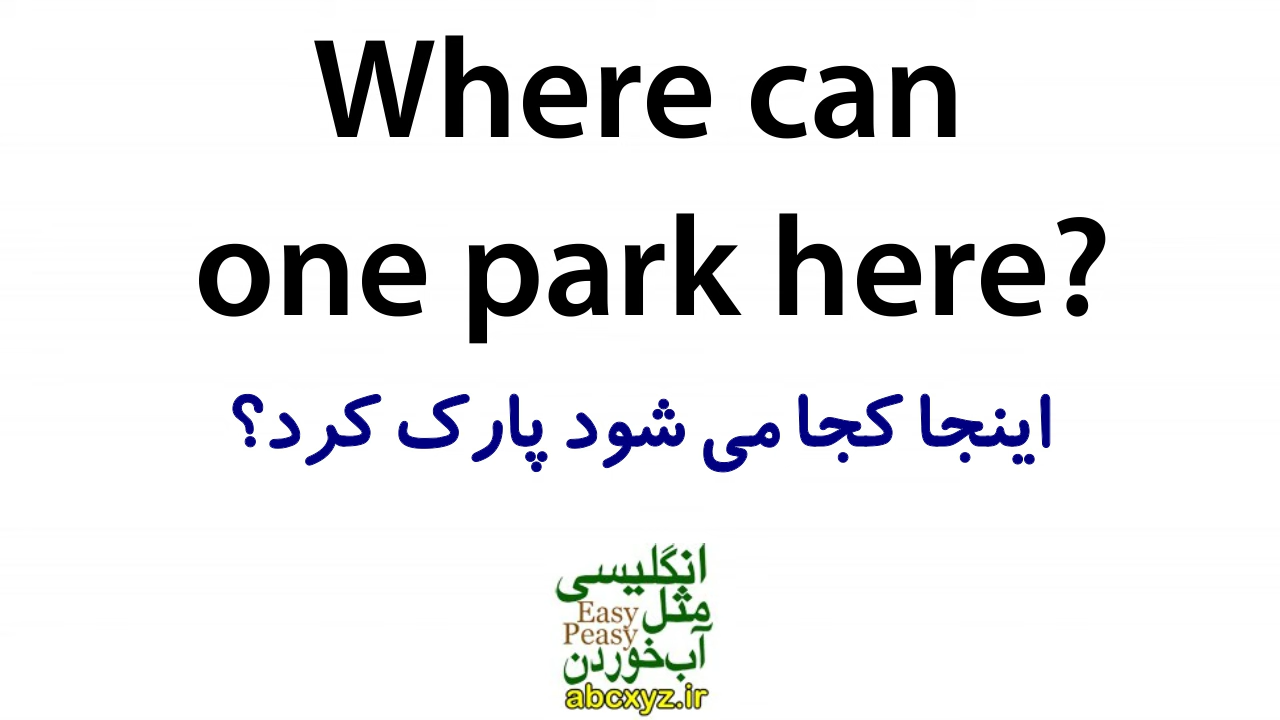 Where can
one park here?
اینجا کجا می شود پارک کرد؟
انگلیسی
مثل Easy
Peasy
آب‌خوردن
abcxyz.ir